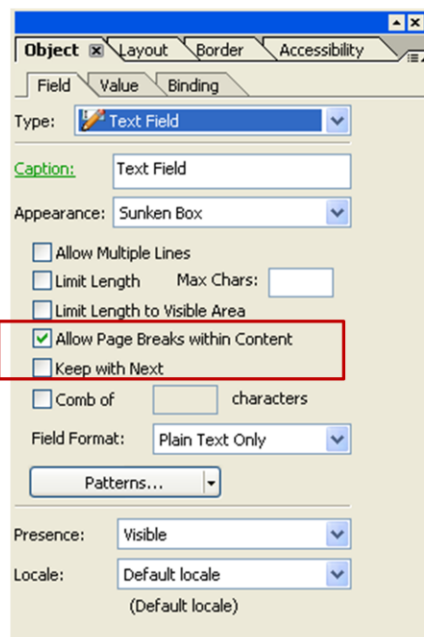 Object Layout Border Accessibility
Field Value Binding
Type: Text Field
Caption: Text Field
Appearance: Sunken Box
Allow Multiple Lines
Limit Length Max Chars:
Limit Length to Visible Area
Allow Page Breaks within Content
Keep with Next
Comb of characters
Field Format: Plain Text Only
Patterns...
Presence: Visible
Locale: Default locale
(Default locale)